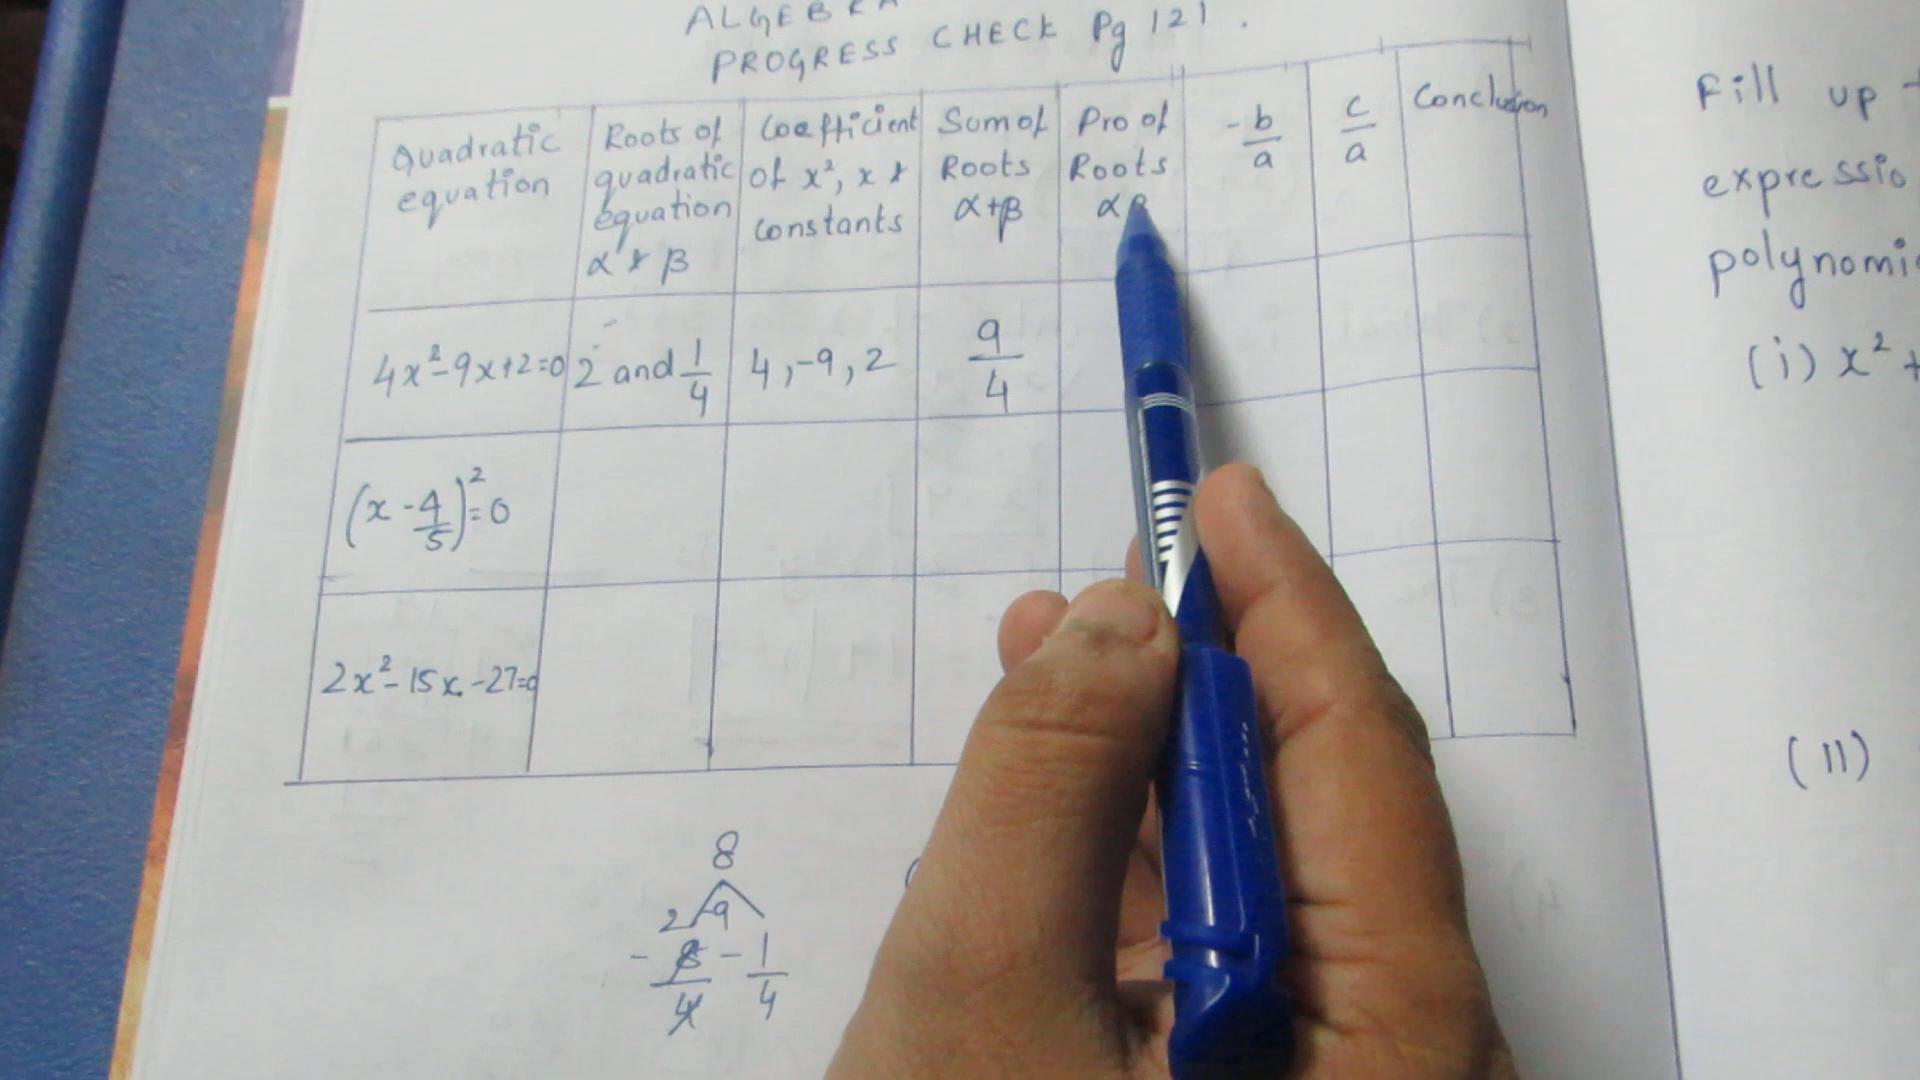 ALGEBRA
PROGRESS CHECK Pg 121.
Quadratic equation
Roots of quadratic equation α & β
Coefficient of x², x & constants
Sum of Roots α+β
Pro of Roots αβ
-b/a
c/a
Conclusion
4x²-9x+2=0
2 and 1/4
4, -9, 2
9/4
(x - 4/5)² = 0
2x² - 15x - 27=0
8
2 9
- 8/4 - 1/4
Fill up
expressio
polynomi
(i) x² +
(II)